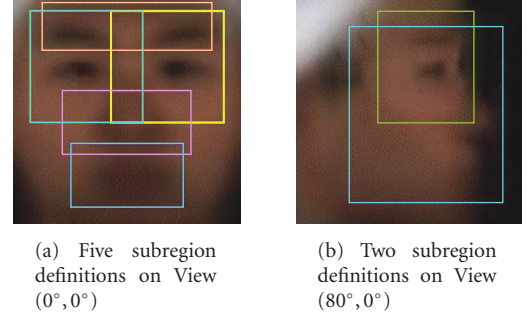 (a) Five subregion
definitions on View
(0°, 0°)
(b) Two subregion
definitions on View
(80°, 0°)